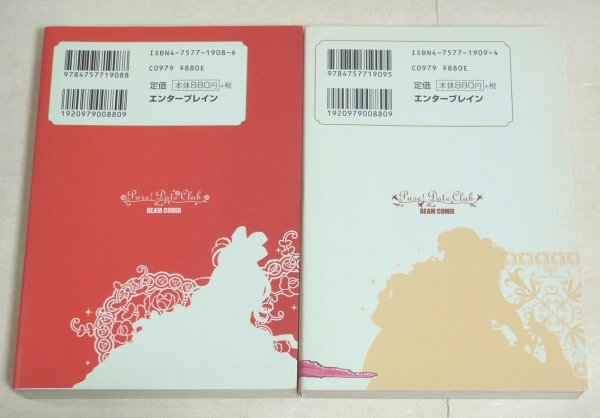 ISBN4-7577-1908-6
9784757719088
C0979 ¥880E
定価 本体880円+税
1920979008809
エンターブレイン
Pure! Date Club
BEAM COMIX
ISBN4-7577-1909-4
9784757719095
C0979 ¥880E
定価 本体880円+税
1920979008809
エンターブレイン
Pure! Date Club
BEAM COMIX